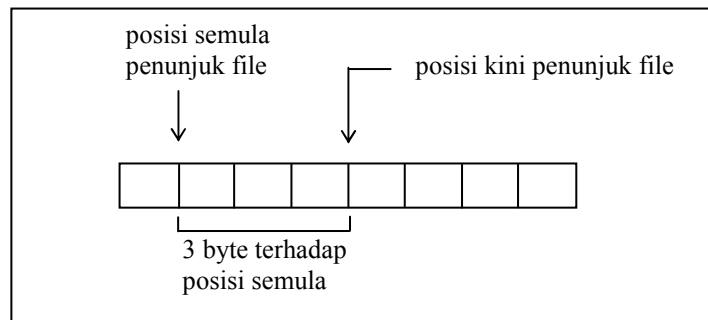 posisi semula
penunjuk file
posisi kini penunjuk file
3 byte terhadap
posisi semula